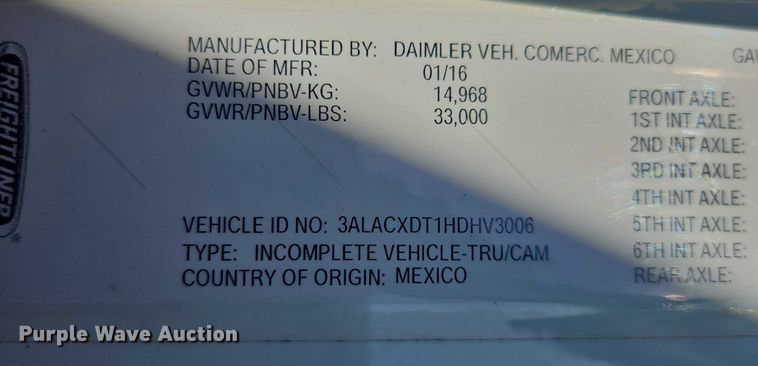 FREIGHTLINER ®
MANUFACTURED BY: DAIMLER VEH. COMERC. MEXICO
DATE OF MFR: 01/16
GVWR/PNBV-KG: 14,968
GVWR/PNBV-LBS: 33,000
VEHICLE ID NO: 3ALACXDT1HDHV3006
TYPE: INCOMPLETE VEHICLE-TRU/CAM
COUNTRY OF ORIGIN: MEXICO
FRONT AXLE:
1ST INT AXLE:
2ND INT AXLE:
3RD INT AXLE:
4TH INT AXLE:
5TH INT AXLE:
6TH INT AXLE:
REAR AXLE:
Purple Wave Auction